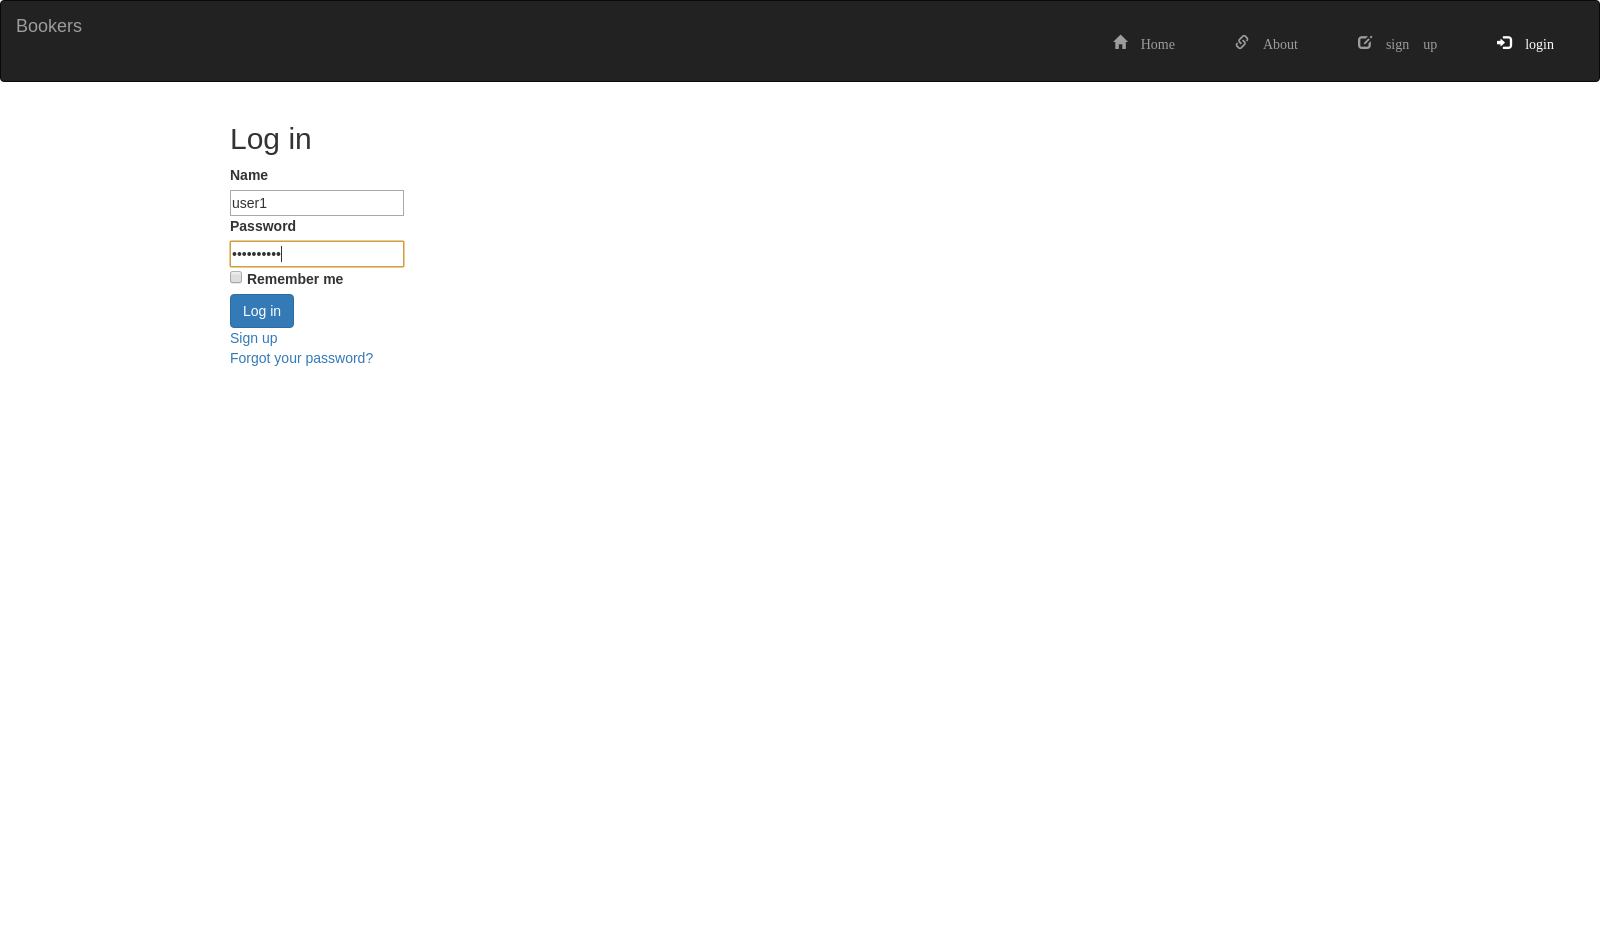 Bookers
Home About sign up login
Log in
Name
user1
Password
••••••••••
Remember me
Log in
Sign up
Forgot your password?